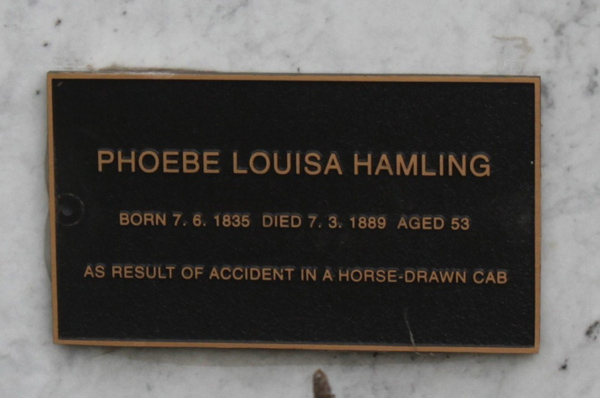 PHOEBE LOUISA HAMLING
BORN 7. 6. 1835 DIED 7. 3. 1889 AGED 53
AS RESULT OF ACCIDENT IN A HORSE-DRAWN CAB